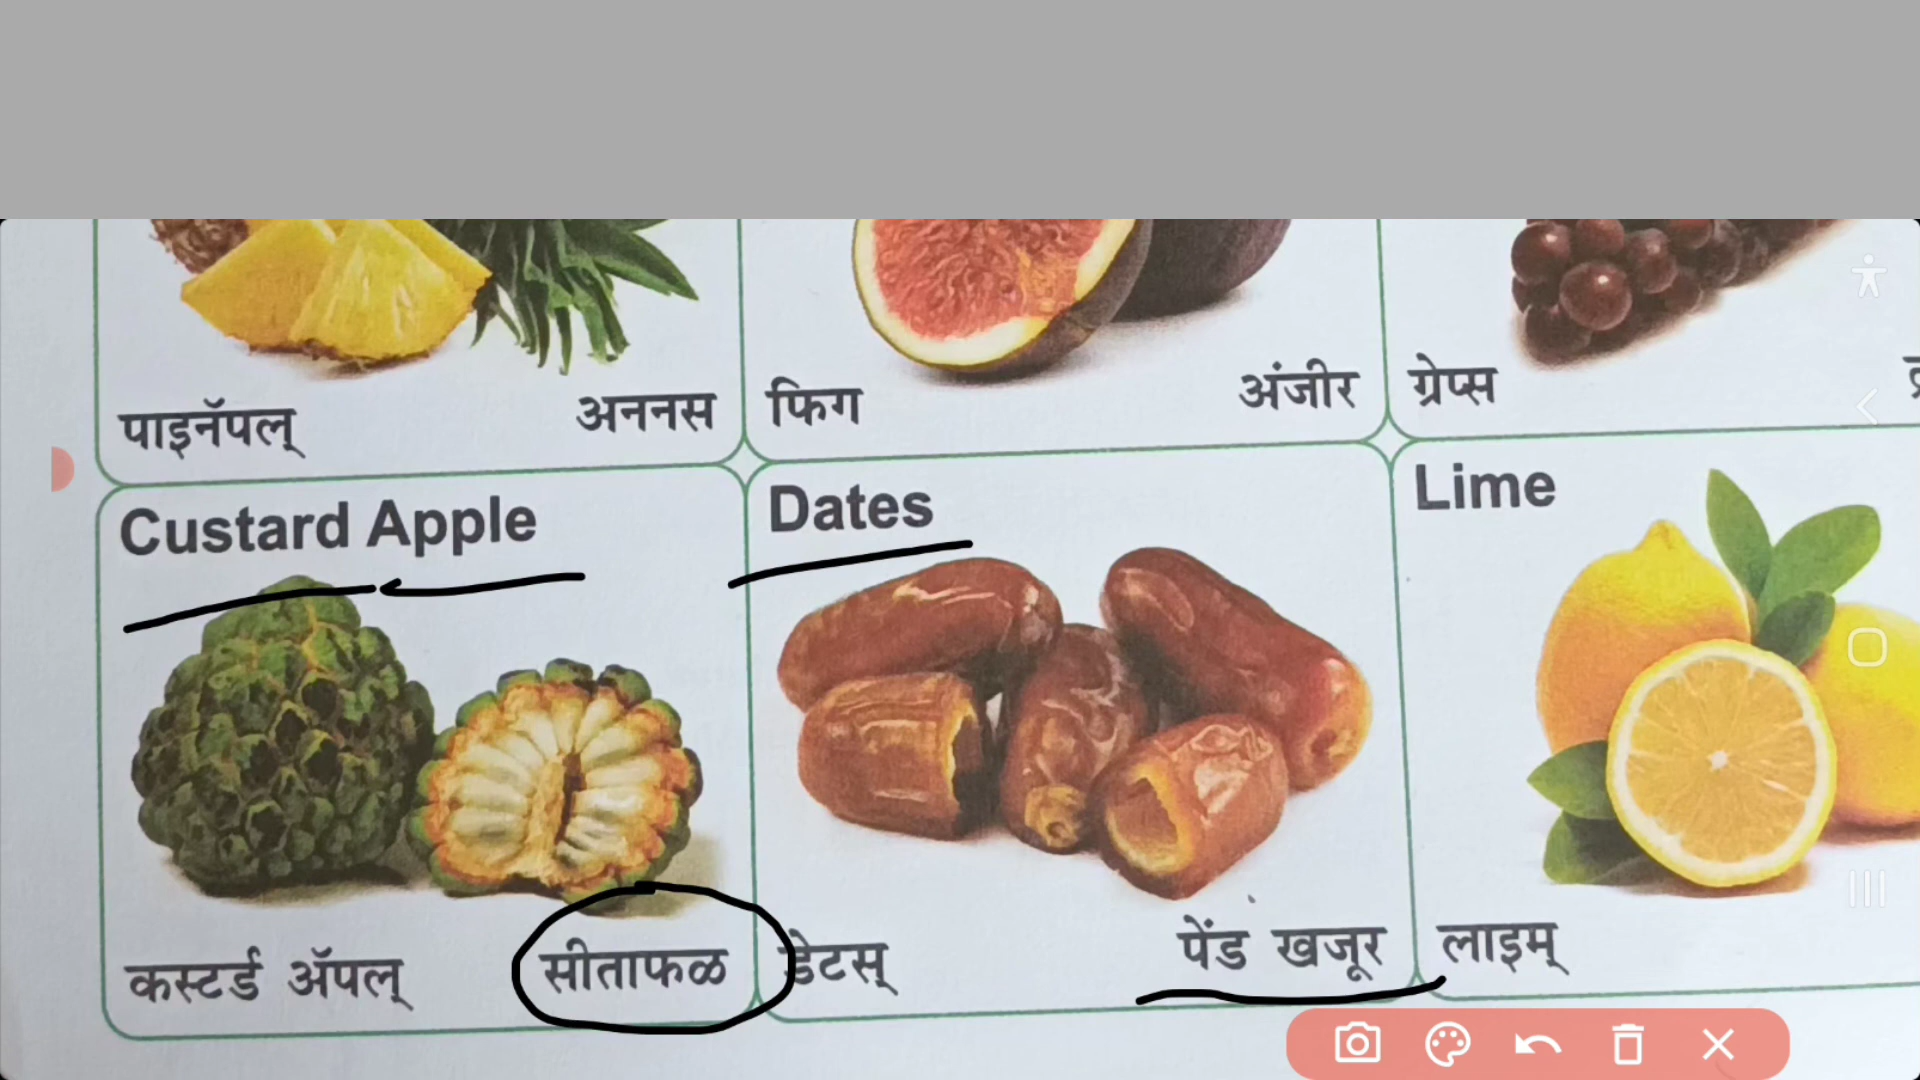 पाइनॅपल् अननस
फिग अंजीर
ग्रेप्स
Custard Apple
Dates
Lime
कस्टर्ड ॲपल् सीताफळ
डेटस् पेंड खजूर
लाइम्